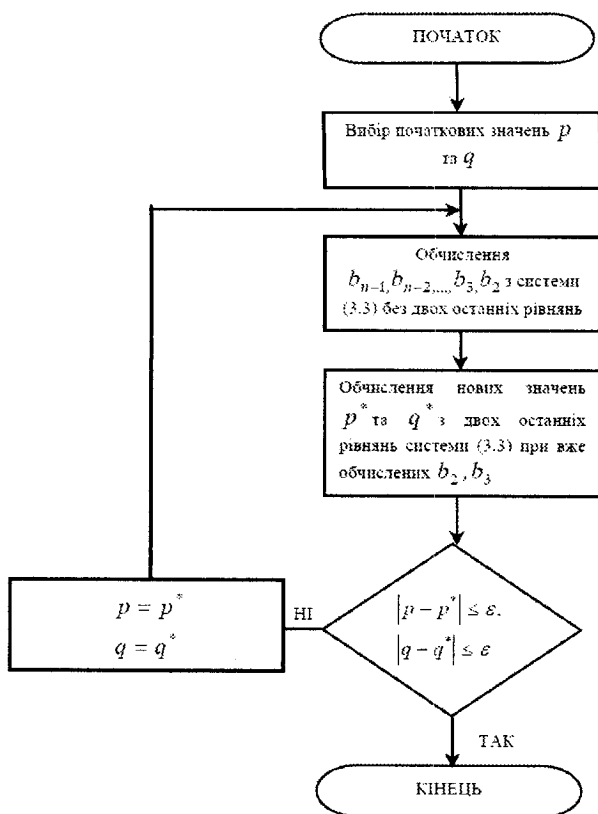 ПОЧАТОК
Вибір початкових значень p
та q
Обчислення
b_{n-1}, b_{n-2},..., b_3, b_2 з системи
(3.3) без двох останніх рівнянь
Обчислення нових значень
p^* та q^* з двох останніх
рівнянь системи (3.3) при вже
обчислених b_2, b_3
|p − p^*| ≤ ε.
|q − q^*| ≤ ε
НІ
p = p^*
q = q^*
ТАК
КІНЕЦЬ